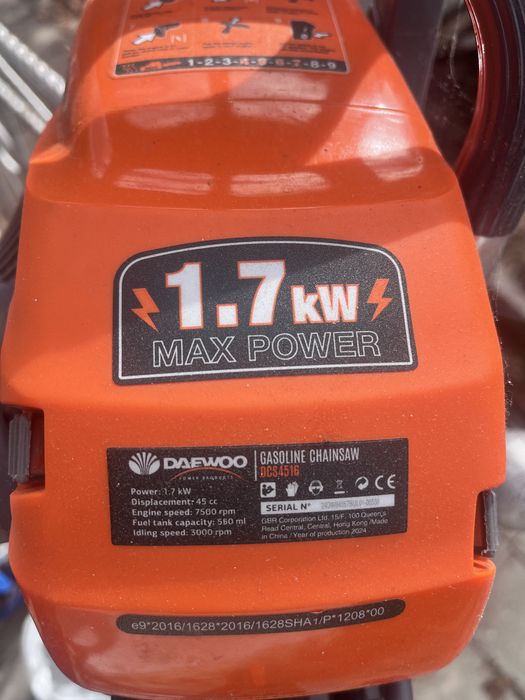 1-2-3-4-5-6-7-8-9
1.7 kW
MAX POWER
DAEWOO
POWER PRODUCTS
Power: 1.7 kW
Displacement: 45 cc
Engine speed: 7500 rpm
Fuel tank capacity: 560 ml
Idling speed: 3000 rpm
GASOLINE CHAINSAW
DCS4516
CE
SERIAL N°
GBR Corporation Ltd. 15/F, 100 Queen's
Road Central, Central, Hong Kong /Made
in China / Year of production 2024
e9*2016/1628*2016/1628SHA1/P*1208*00